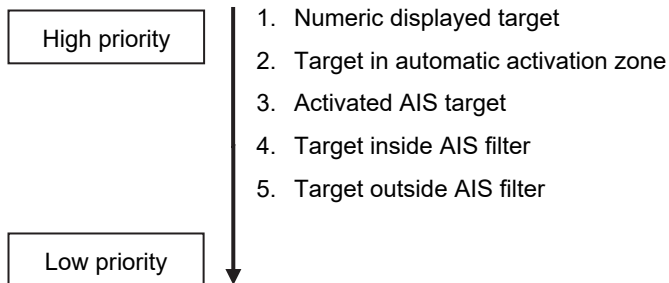 High priority
1. Numeric displayed target
2. Target in automatic activation zone
3. Activated AIS target
4. Target inside AIS filter
5. Target outside AIS filter
Low priority